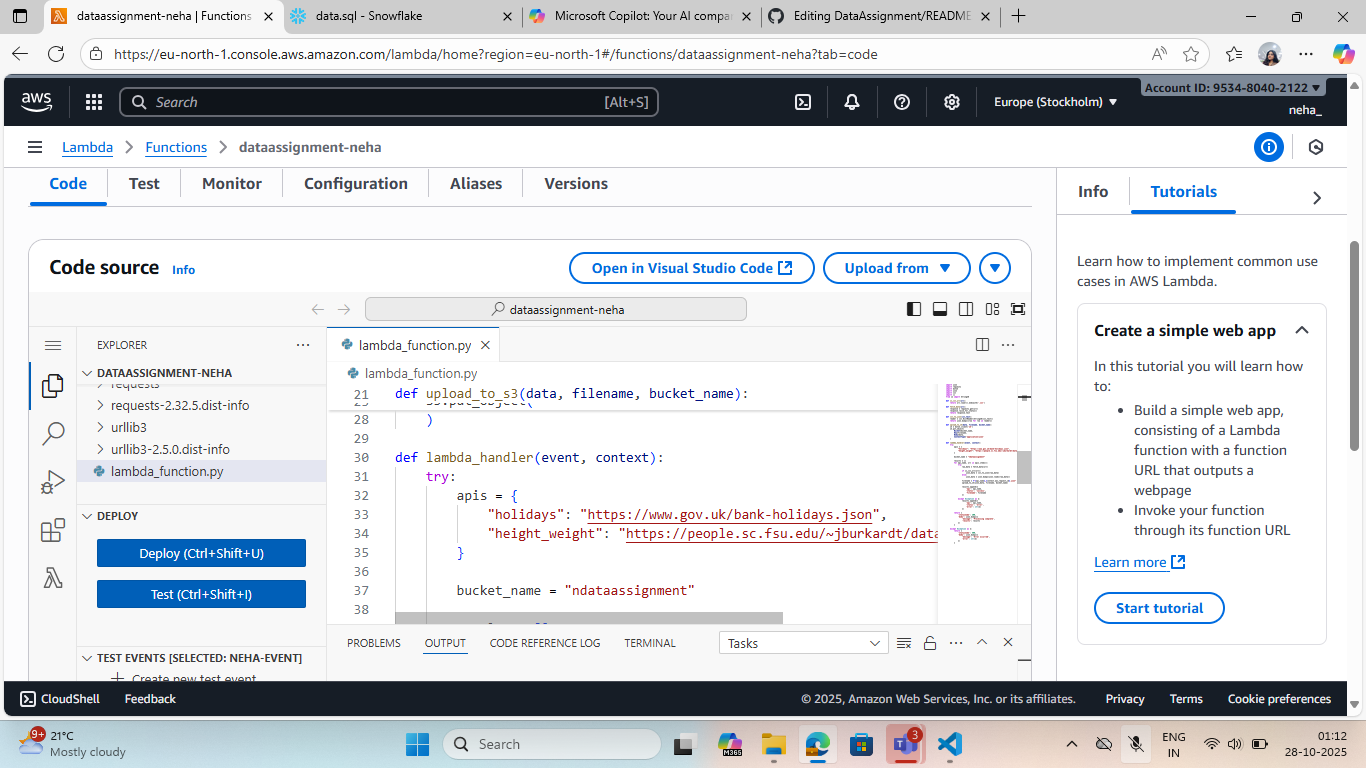 dataassignment-neha | Functions
data.sql - Snowflake
Microsoft Copilot: Your AI compan
Editing DataAssignment/README
https://eu-north-1.console.aws.amazon.com/lambda/home?region=eu-north-1#/functions/dataassignment-neha?tab=code
aws
Search
[Alt+S]
Europe (Stockholm)
Account ID: 9534-8040-2122
neha_
Lambda
Functions
dataassignment-neha
Code
Test
Monitor
Configuration
Aliases
Versions
Info
Tutorials
Code source
Info
Open in Visual Studio Code
Upload from
dataassignment-neha
EXPLORER
DATAASSIGNMENT-NEHA
requests
requests-2.32.5.dist-info
urllib3
urllib3-2.5.0.dist-info
lambda_function.py
DEPLOY
Deploy (Ctrl+Shift+U)
Test (Ctrl+Shift+I)
TEST EVENTS [SELECTED: NEHA-EVENT]
Create new test event
lambda_function.py
lambda_function.py
21 def upload_to_s3(data, filename, bucket_name):
s3.put_object(
28 )
29
30 def lambda_handler(event, context):
31 try:
32 apis = {
33 "holidays": "https://www.gov.uk/bank-holidays.json",
34 "height_weight": "https://people.sc.fsu.edu/~jburkardt/data
35 }
36
37 bucket_name = "ndataassignment"
38
PROBLEMS
OUTPUT
CODE REFERENCE LOG
TERMINAL
Tasks
Learn how to implement common use
cases in AWS Lambda.
Create a simple web app
In this tutorial you will learn how
to:
• Build a simple web app,
consisting of a Lambda
function with a function
URL that outputs a
webpage
• Invoke your function
through its function URL
Learn more
Start tutorial
CloudShell
Feedback
© 2025, Amazon Web Services, Inc. or its affiliates.
Privacy
Terms
Cookie preferences
9+
21°C
Mostly cloudy
Search
M365
3
ENG
IN
01:12
28-10-2025